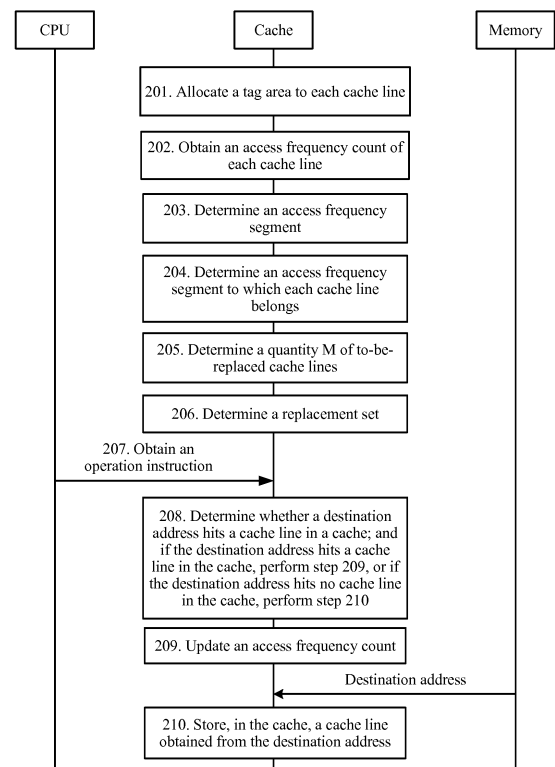 CPU
Cache
Memory
201. Allocate a tag area to each cache line
202. Obtain an access frequency count of
each cache line
203. Determine an access frequency
segment
204. Determine an access frequency
segment to which each cache line
belongs
205. Determine a quantity M of to-be-
replaced cache lines
206. Determine a replacement set
207. Obtain an
operation instruction
208. Determine whether a destination
address hits a cache line in a cache; and
if the destination address hits a cache
line in the cache, perform step 209, or if
the destination address hits no cache line
in the cache, perform step 210
209. Update an access frequency count
Destination address
210. Store, in the cache, a cache line
obtained from the destination address